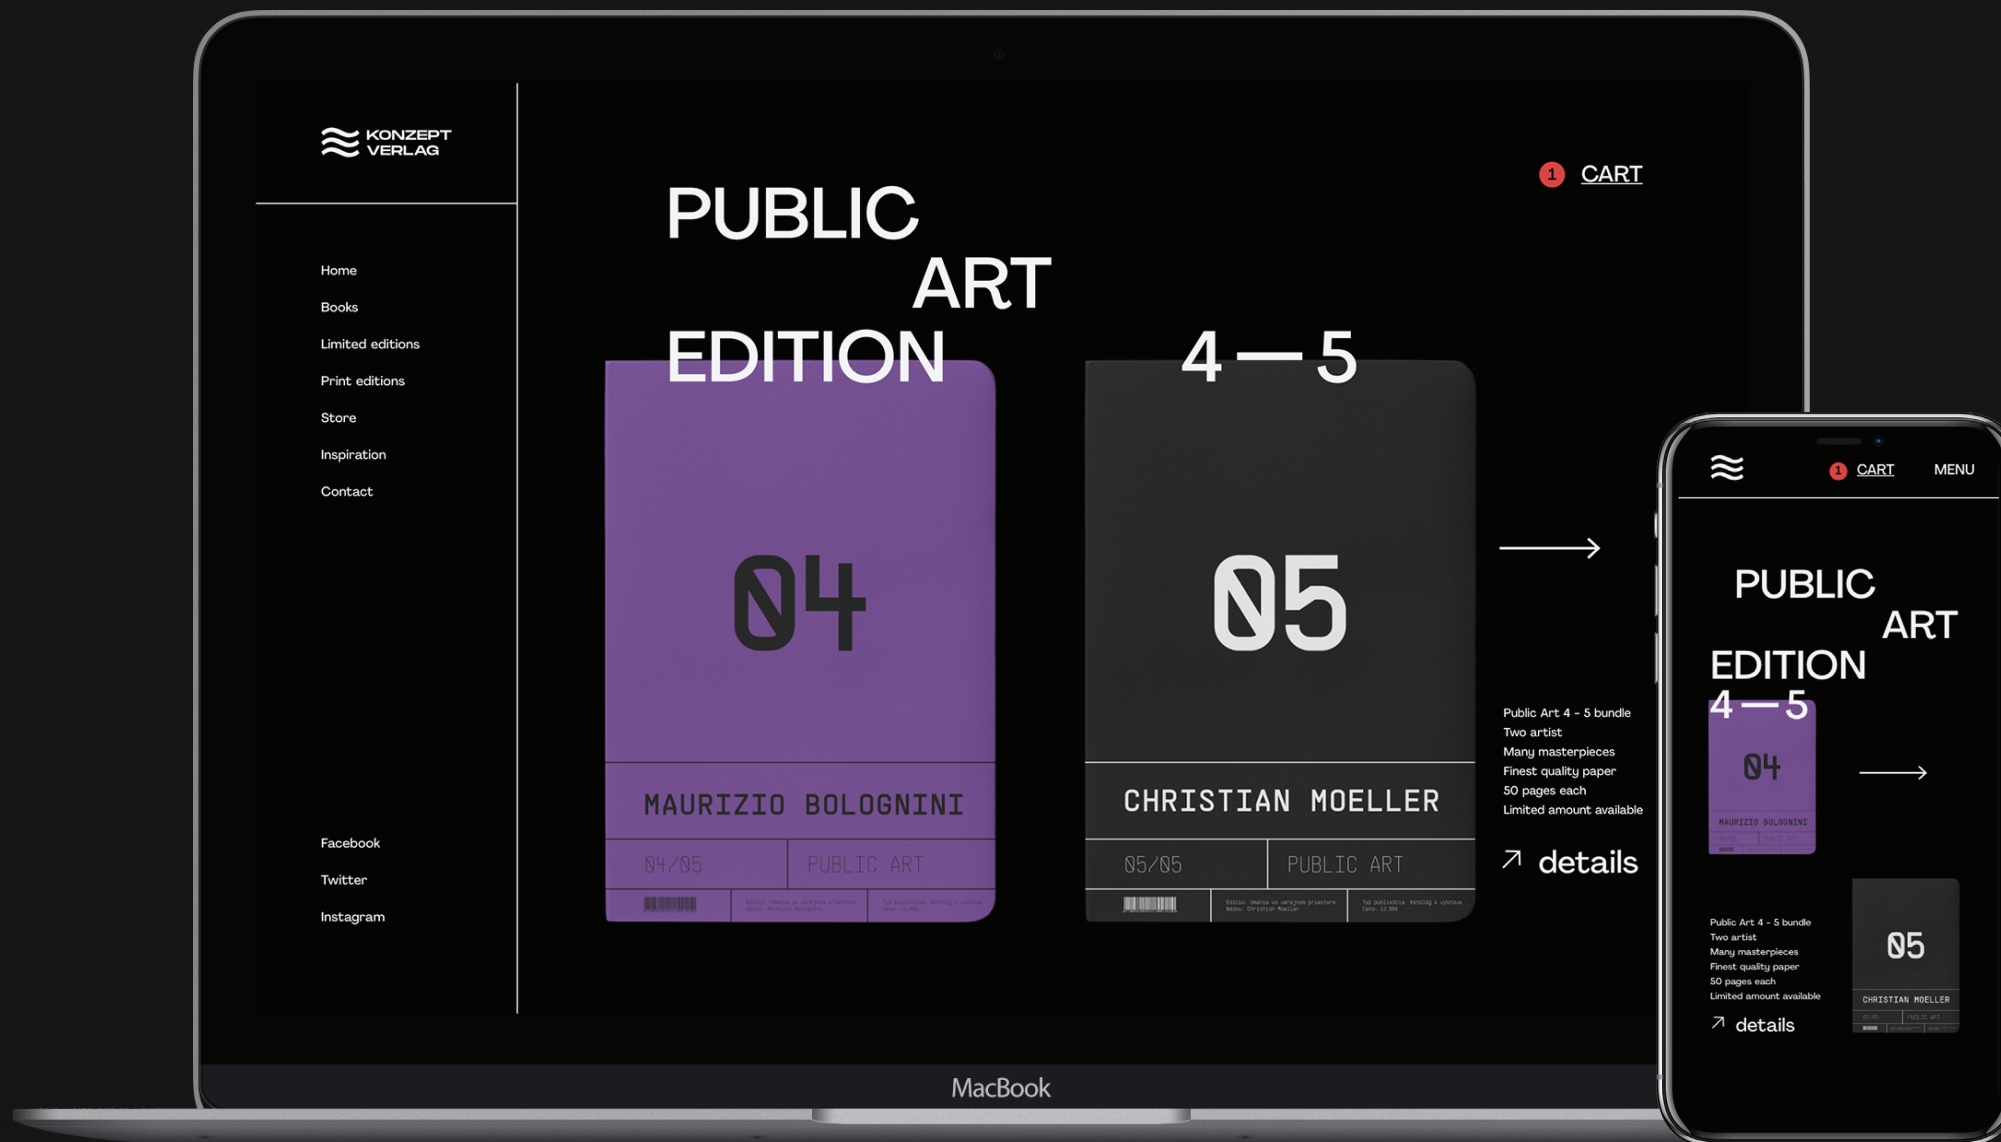 KONZEPT
VERLAG
Home
Books
Limited editions
Print editions
Store
Inspiration
Contact
Facebook
Twitter
Instagram
1 CART
PUBLIC
ART
EDITION 4 — 5
04
MAURIZIO BOLOGNINI
04/05 PUBLIC ART
05
CHRISTIAN MOELLER
05/05 PUBLIC ART
Public Art 4 – 5 bundle
Two artist
Many masterpieces
Finest quality paper
50 pages each
Limited amount available
details
MacBook
1 CART MENU
PUBLIC
ART
EDITION
4 — 5
04
MAURIZIO BOLOGNINI
Public Art 4 – 5 bundle
Two artist
Many masterpieces
Finest quality paper
50 pages each
Limited amount available
details
05
CHRISTIAN MOELLER
05/05 PUBLIC ART